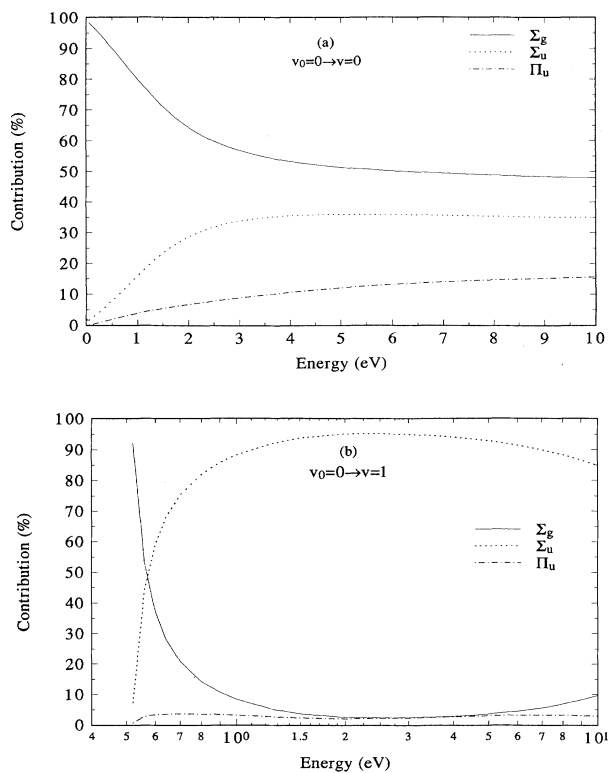 100
90
80
70
60
50
40
30
20
10
0
Contribution (%)
(a)
v₀=0→v=0
Σg
Σu
Πu
0 1 2 3 4 5 6 7 8 9 10
Energy (eV)
100
90
80
70
60
50
40
30
20
10
0
Contribution (%)
(b)
v₀=0→v=1
Σg
Σu
Πu
4 5 6 7 8 10⁰ 1.5 2 3 4 5 6 7 8 10¹
Energy (eV)